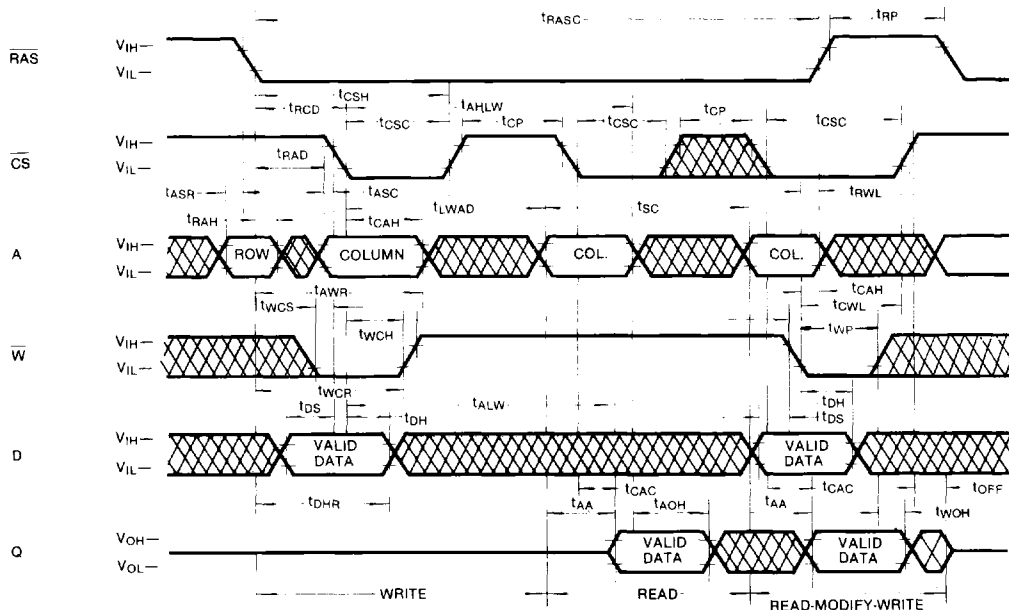 tRASC tRP
RAS VIH VIL
tCSH tRCD tAHLW
tCSC tCP tCSC tCP tCSC
CS VIH VIL
tRAD
tASR tASC tRWL
tRAH tCAH tLWAD tSC
A VIH VIL ROW COLUMN COL. COL.
tAWR tCAH
tWCS tCWL
tWCH tWP
W VIH VIL
tWCR tDH
tDS tDH tALW tDS
D VIH VIL VALID DATA VALID DATA
tDHR tCAC tCAC tOFF
tAA tAOH tAA tWOH
Q VOH VOL VALID DATA VALID DATA
WRITE READ READ-MODIFY-WRITE